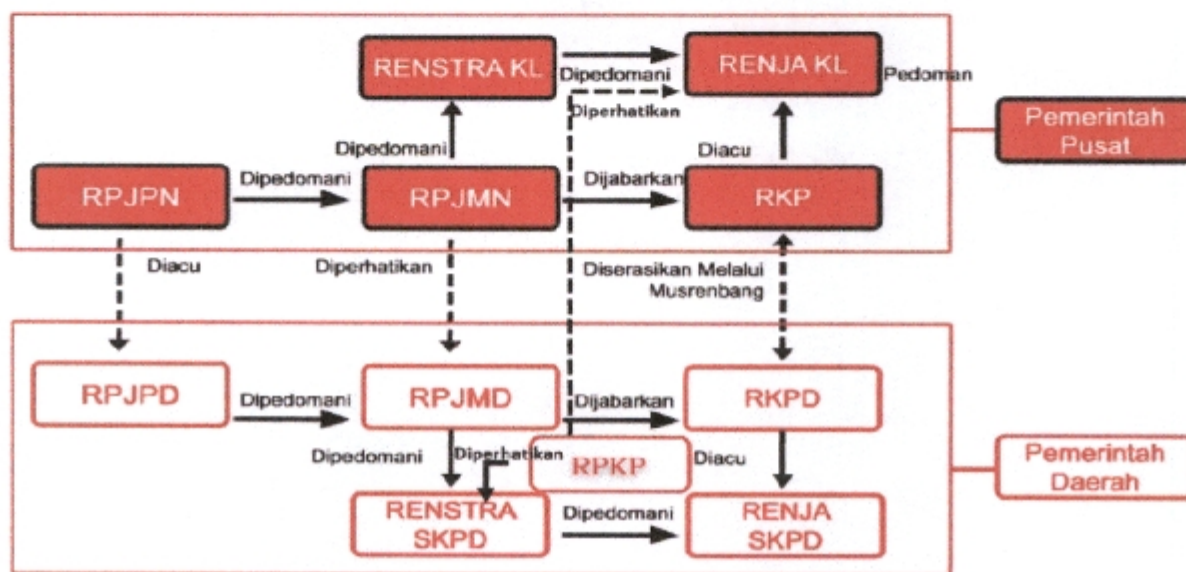 RENSTRA KL
Dipedomani
RENJA KL
Pedoman
Diperhatikan
Dipedomani
Diacu
Pemerintah
Pusat
RPJPN
Dipedomani
RPJMN
Dijabarkan
RKP
Diacu
Diperhatikan
Diserasikan Melalui
Musrenbang
RPJPD
Dipedomani
RPJMD
Dijabarkan
RKPD
Dipedomani
Diperhatikan
RPKP
Diacu
Pemerintah
Daerah
RENSTRA
SKPD
Dipedomani
RENJA
SKPD